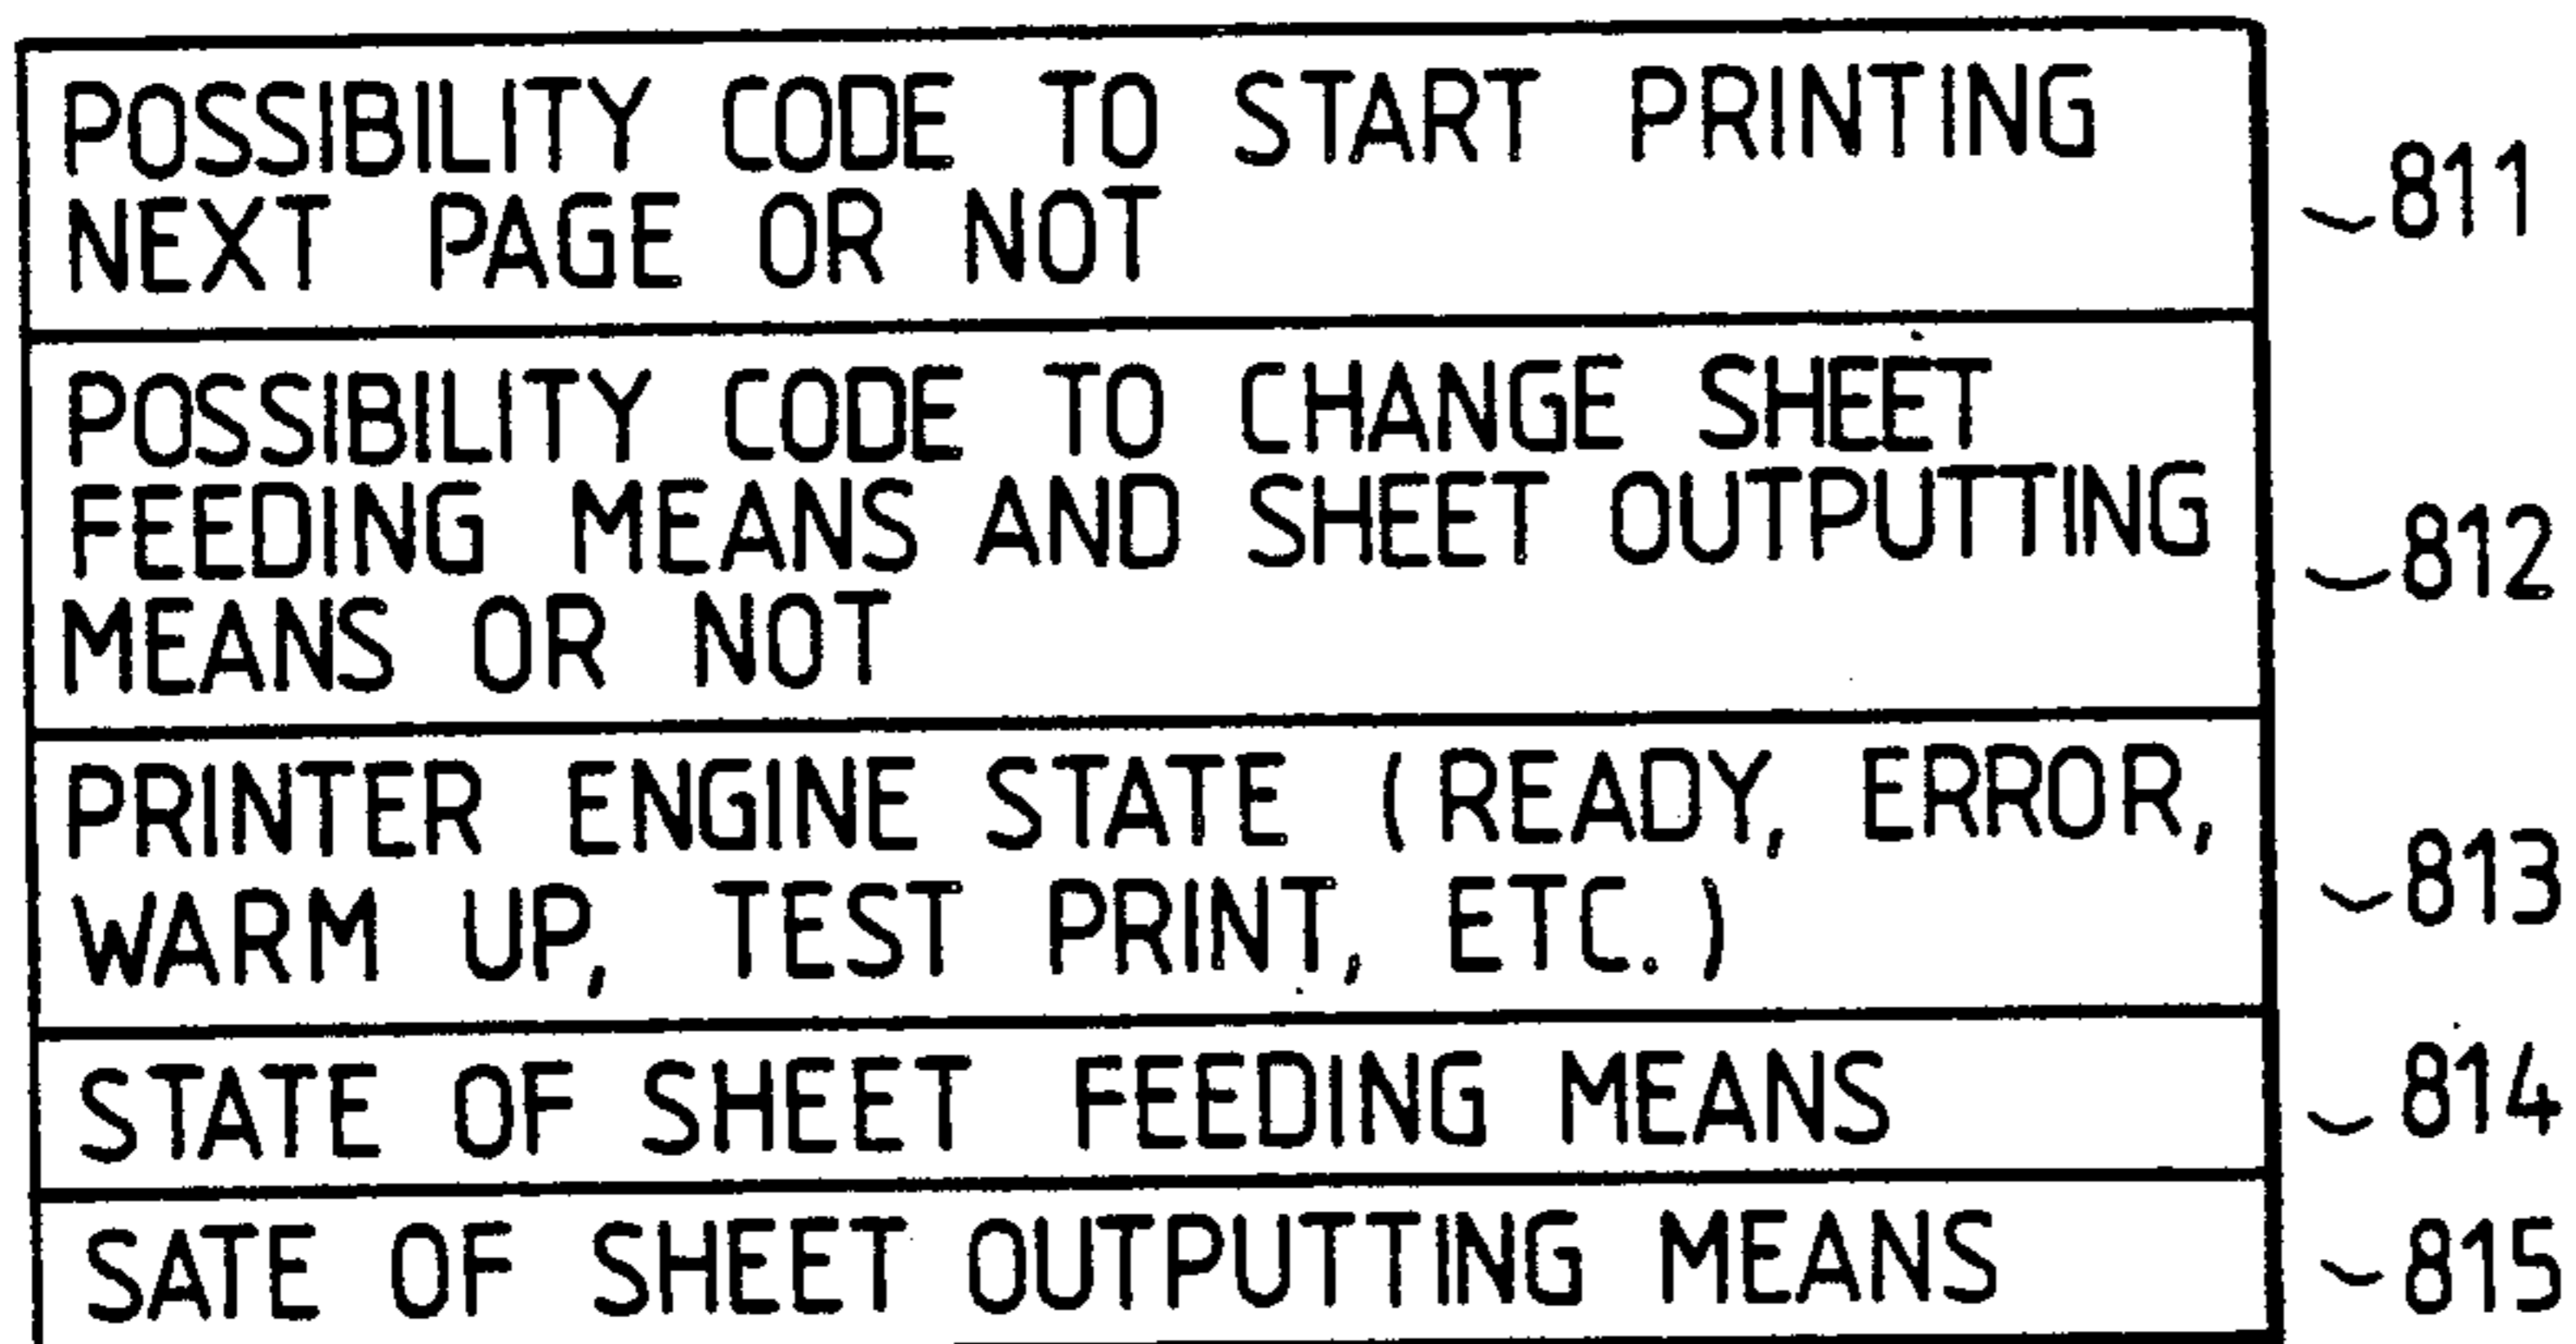 POSSIBILITY CODE TO START PRINTING
NEXT PAGE OR NOT
811
POSSIBILITY CODE TO CHANGE SHEET
FEEDING MEANS AND SHEET OUTPUTTING
MEANS OR NOT
812
PRINTER ENGINE STATE (READY, ERROR,
WARM UP, TEST PRINT, ETC.)
813
STATE OF SHEET FEEDING MEANS
814
SATE OF SHEET OUTPUTTING MEANS
815